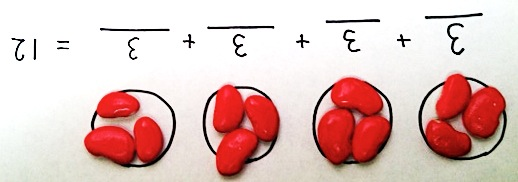 3 + 3 + 3 + 3 = 12